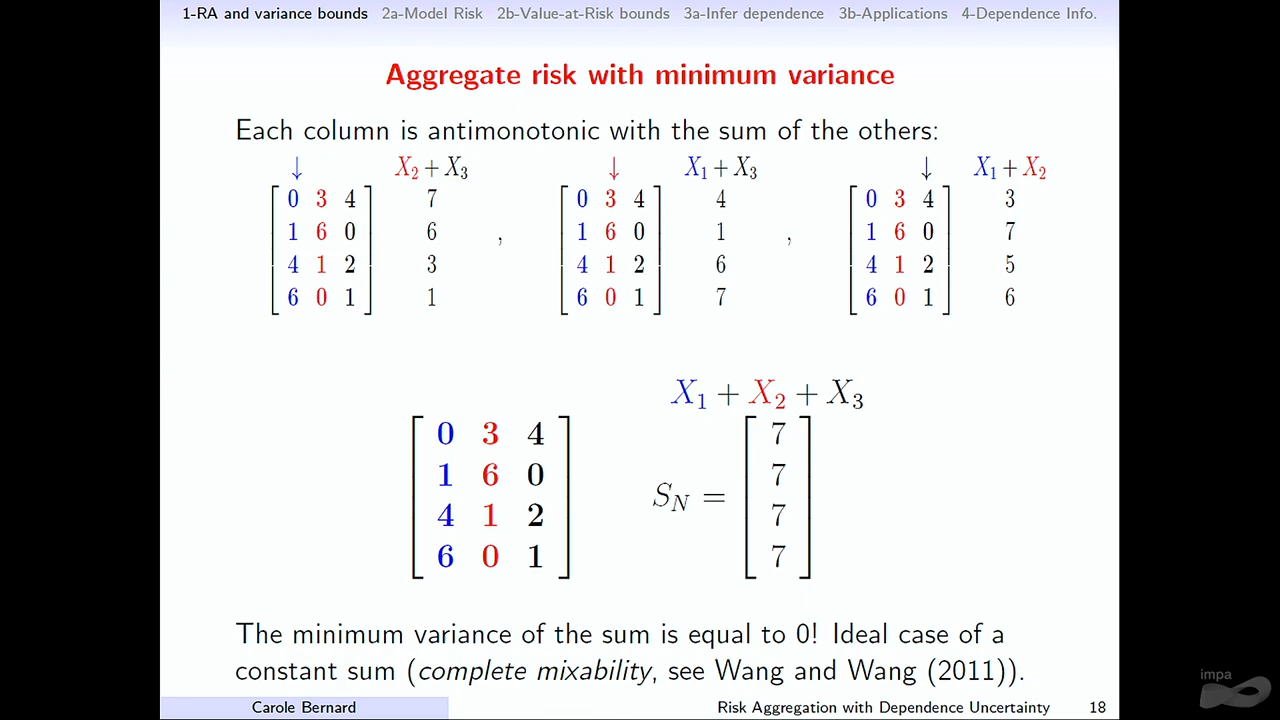 1-RA and variance bounds 2a-Model Risk 2b-Value-at-Risk bounds 3a-Infer dependence 3b-Applications 4-Dependence Info.
Aggregate risk with minimum variance
Each column is antimonotonic with the sum of the others:
↓ X₂ + X₃ ↓ X₁ + X₃ ↓ X₁ + X₂
0 3 4 7 0 3 4 4 0 3 4 3
1 6 0 6 , 1 6 0 1 , 1 6 0 7
4 1 2 3 4 1 2 6 4 1 2 5
6 0 1 1 6 0 1 7 6 0 1 6
X₁ + X₂ + X₃
0 3 4 7
1 6 0 7
S_N =
4 1 2 7
6 0 1 7
The minimum variance of the sum is equal to 0! Ideal case of a
constant sum (complete mixability, see Wang and Wang (2011)).
impa
Carole Bernard Risk Aggregation with Dependence Uncertainty 18